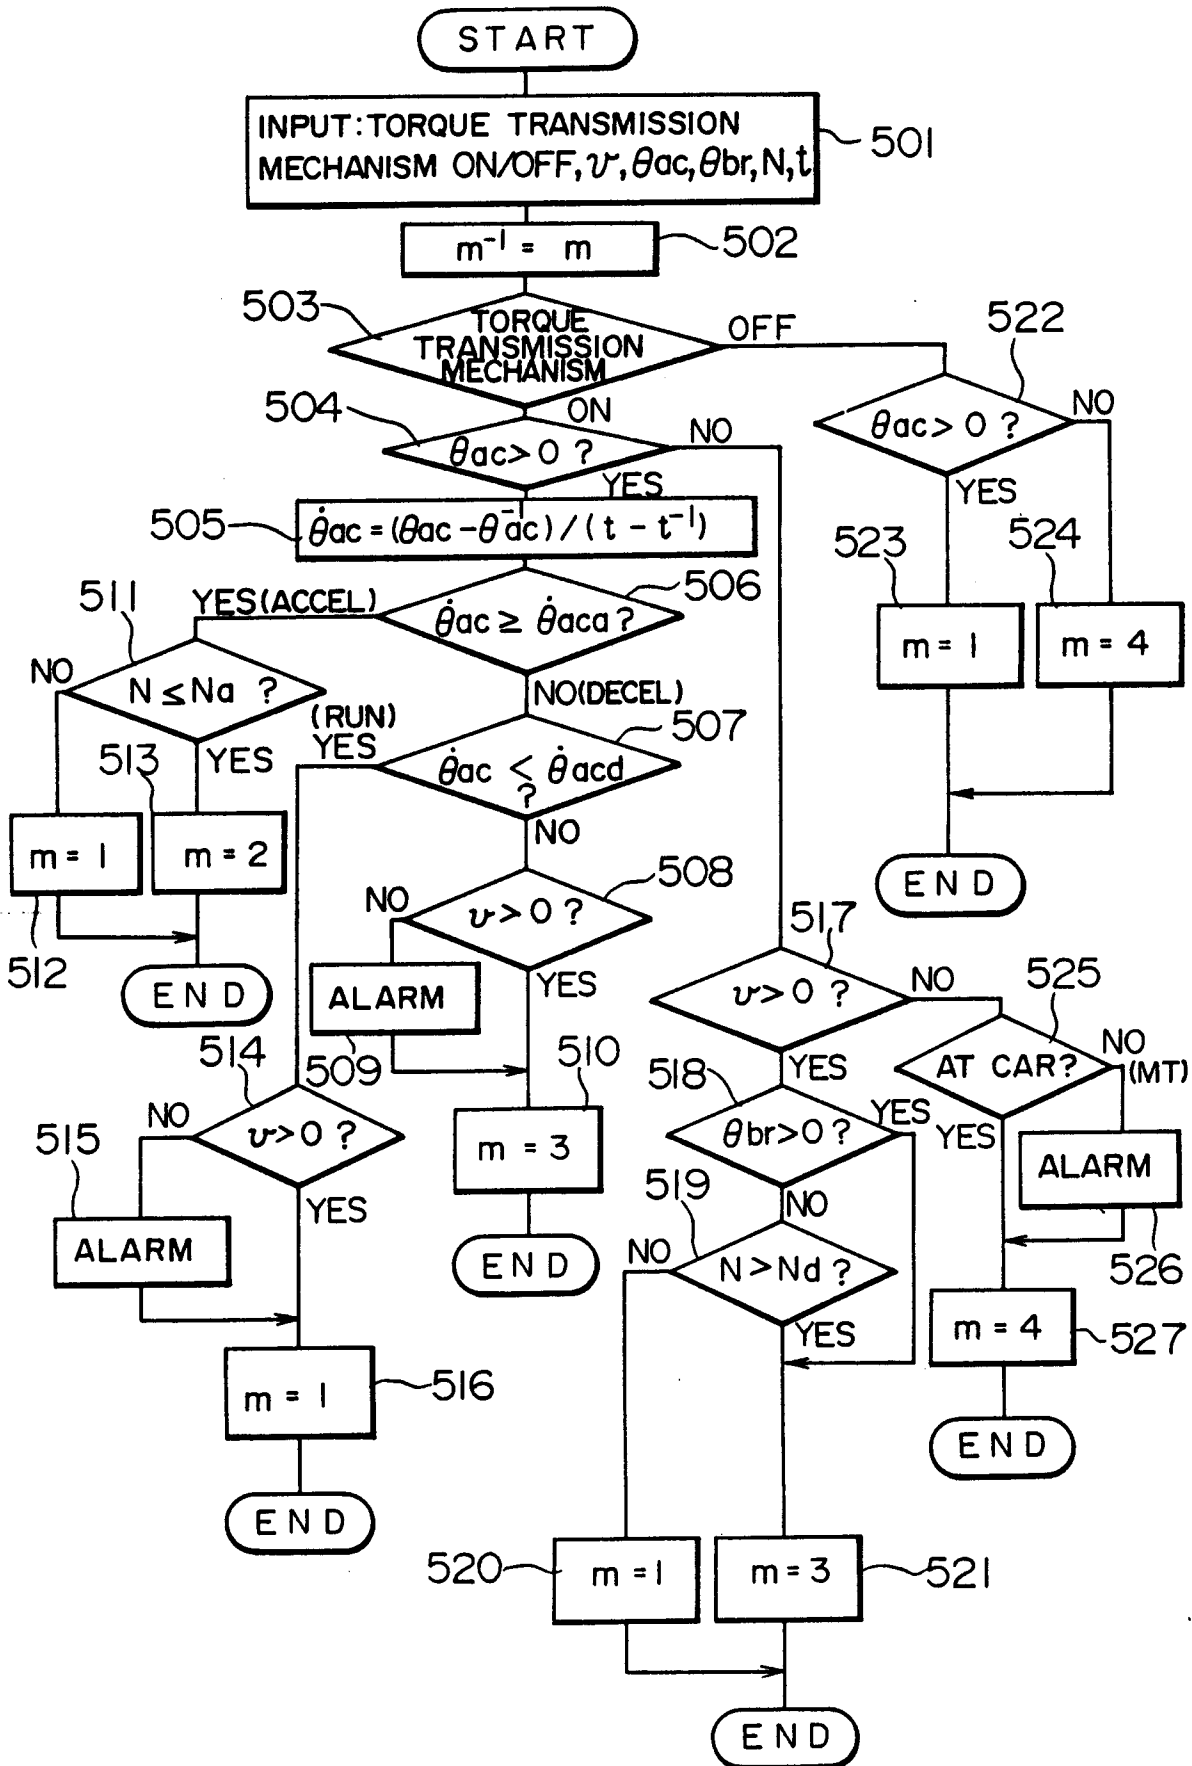 START
INPUT:TORQUE TRANSMISSION
MECHANISM ON/OFF, v, θac, θbr, N, t
501
m⁻¹ = m
502
503
TORQUE
TRANSMISSION
MECHANISM
OFF
ON
522
θac > 0 ?
NO
YES
504
θac > 0 ?
NO
YES
505
θ̇ac = (θac - θ⁻¹ac) / (t - t⁻¹)
523
m = 1
524
m = 4
END
506
θ̇ac ≥ θ̇aca ?
YES(ACCEL)
NO(DECEL)
511
N ≤ Na ?
NO
YES
513
m = 1
m = 2
512
END
507
(RUN)
YES
θ̇ac < θ̇acd
?
NO
508
v > 0 ?
NO
YES
ALARM
509
510
m = 3
END
514
v > 0 ?
NO
YES
515
ALARM
m = 1
516
END
517
v > 0 ?
NO
YES
525
AT CAR?
NO
(MT)
YES
ALARM
526
m = 4
527
END
518
θbr > 0 ?
YES
NO
519
N > Nd ?
NO
YES
520
m = 1
m = 3
521
END